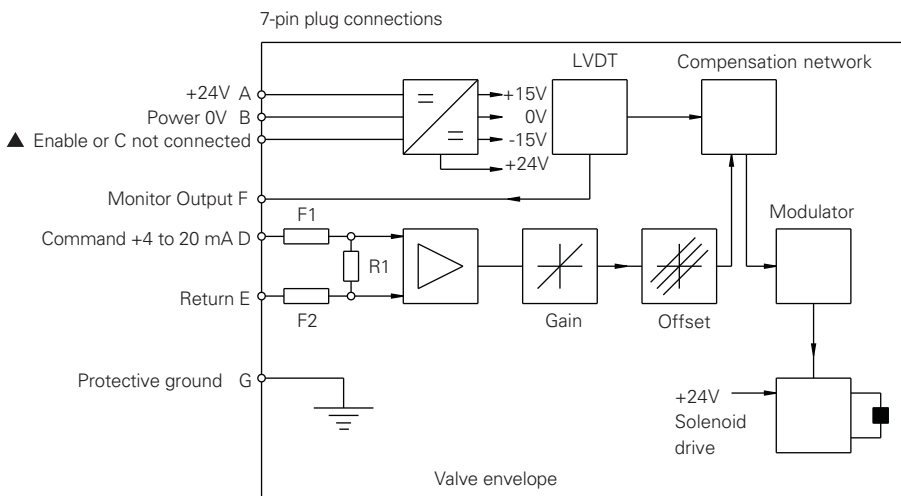 7-pin plug connections
LVDT
Compensation network
+24V A
+15V
Power 0V B
0V
▲ Enable or C not connected
-15V
+24V
Monitor Output F
F1
Modulator
Command +4 to 20 mA D
R1
Return E
F2
Gain
Offset
Protective ground G
+24V
Solenoid
drive
Valve envelope